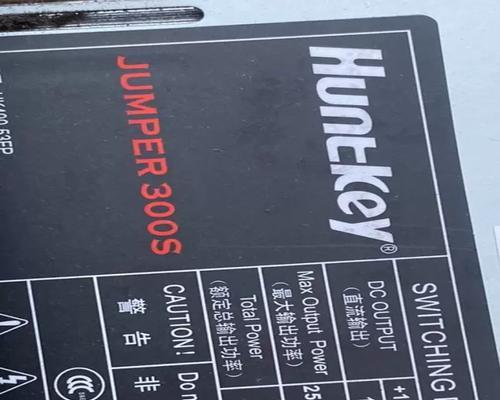 Huntkey®
JUMPER 300S
SWITCHING
DC OUTPUT
(直流输出)
Max Output Power
(最大输出功率)
Total Power
(额定总输出功率)
CAUTION!
警告
非